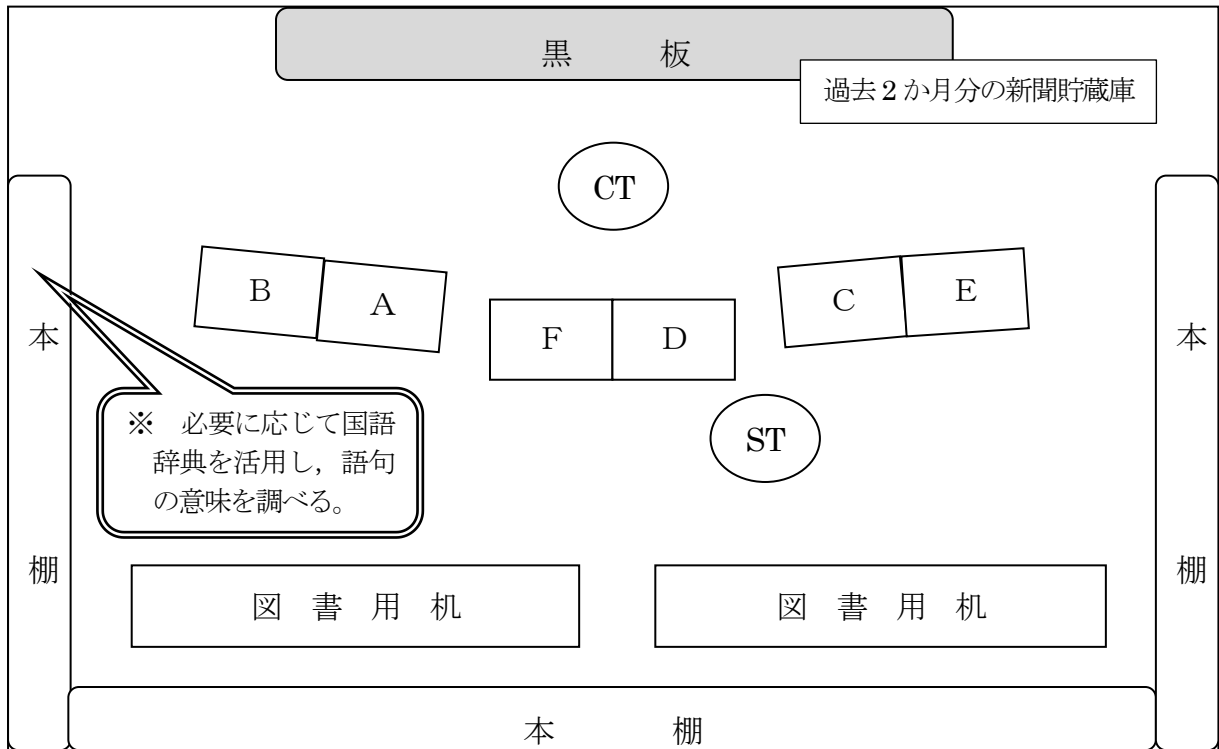 黒 板
過去2か月分の新聞貯蔵庫
CT
B
A
F
D
C
E
ST
本
棚
本
棚
※ 必要に応じて国語
辞典を活用し,語句
の意味を調べる。
図 書 用 机
図 書 用 机
本 棚